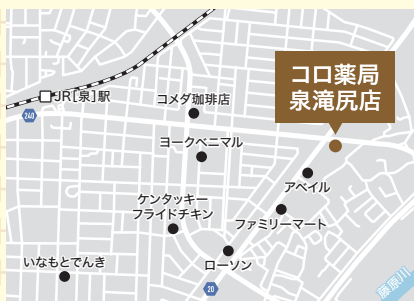 コロ薬局
泉滝尻店
JR[泉]駅
コメダ珈琲店
240
ヨークベニマル
アベイル
ケンタッキー
フライドチキン
ファミリーマート
ローソン
いなもとでんき
20
藤原川